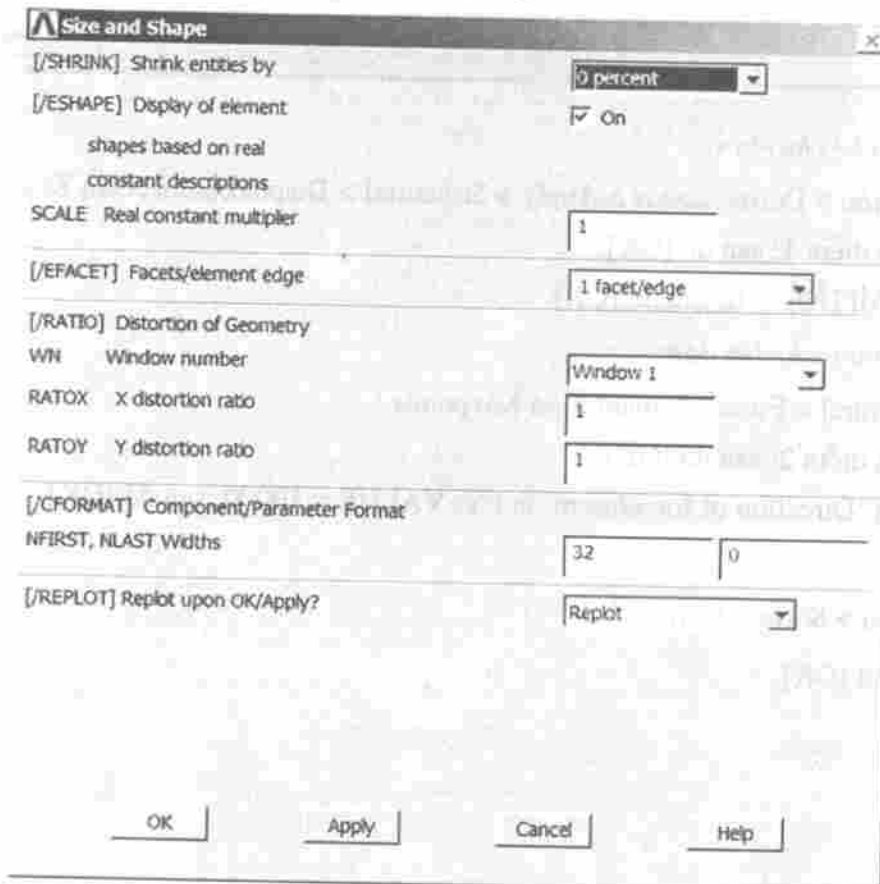 Size and Shape
[/SHRINK] Shrink entities by 0 percent
[/ESHAPE] Display of element On
shapes based on real
constant descriptions
SCALE Real constant multiplier 1
[/EFACET] Facets/element edge 1 facet/edge
[/RATIO] Distortion of Geometry
WN Window number Window 1
RATOX X distortion ratio 1
RATOY Y distortion ratio 1
[/CFORMAT] Component/Parameter Format
NFIRST, NLAST Widths 32 0
[/REPLOT] Replot upon OK/Apply? Replot
OK Apply Cancel Help